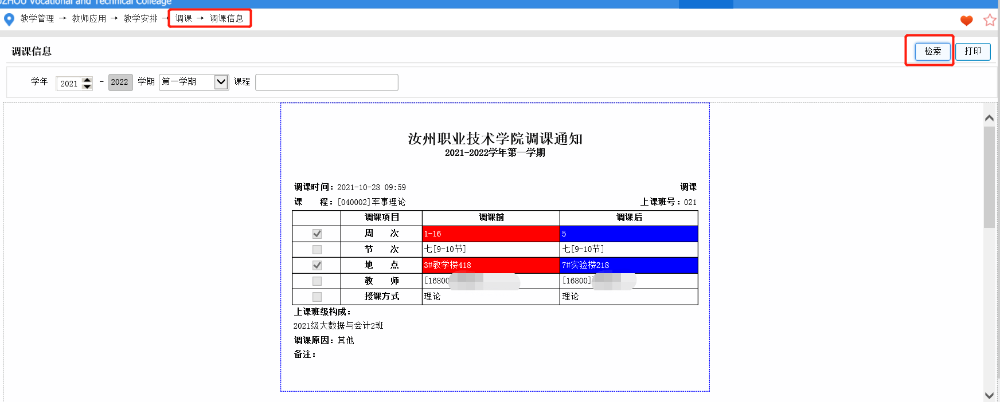 UZHOU Vocational and Technical Colleage
教学管理 → 教师应用 → 教学安排 → 调课 → 调课信息
调课信息
检索 打印
学年 2021 - 2022 学期 第一学期 课程
汝州职业技术学院调课通知
2021-2022学年第一学期
调课时间：2021-10-28 09:59 调课
课 程：[040002]军事理论 上课班号：021
调课项目 调课前 调课后
周 次 1-16 5
节 次 七[9-10节] 七[9-10节]
地 点 3#教学楼418 7#实验楼218
教 师 [16800 [16800]
授课方式 理论 理论
上课班级构成：
2021级大数据与会计2班
调课原因：其他
备注：